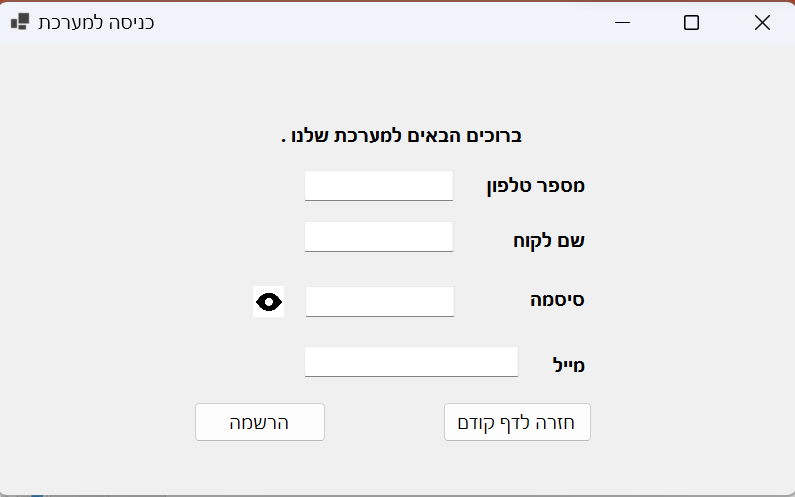 כניסה למערכת
ברוכים הבאים למערכת שלנו .
מספר טלפון
שם לקוח
סיסמה
מייל
חזרה לדף קודם
הרשמה